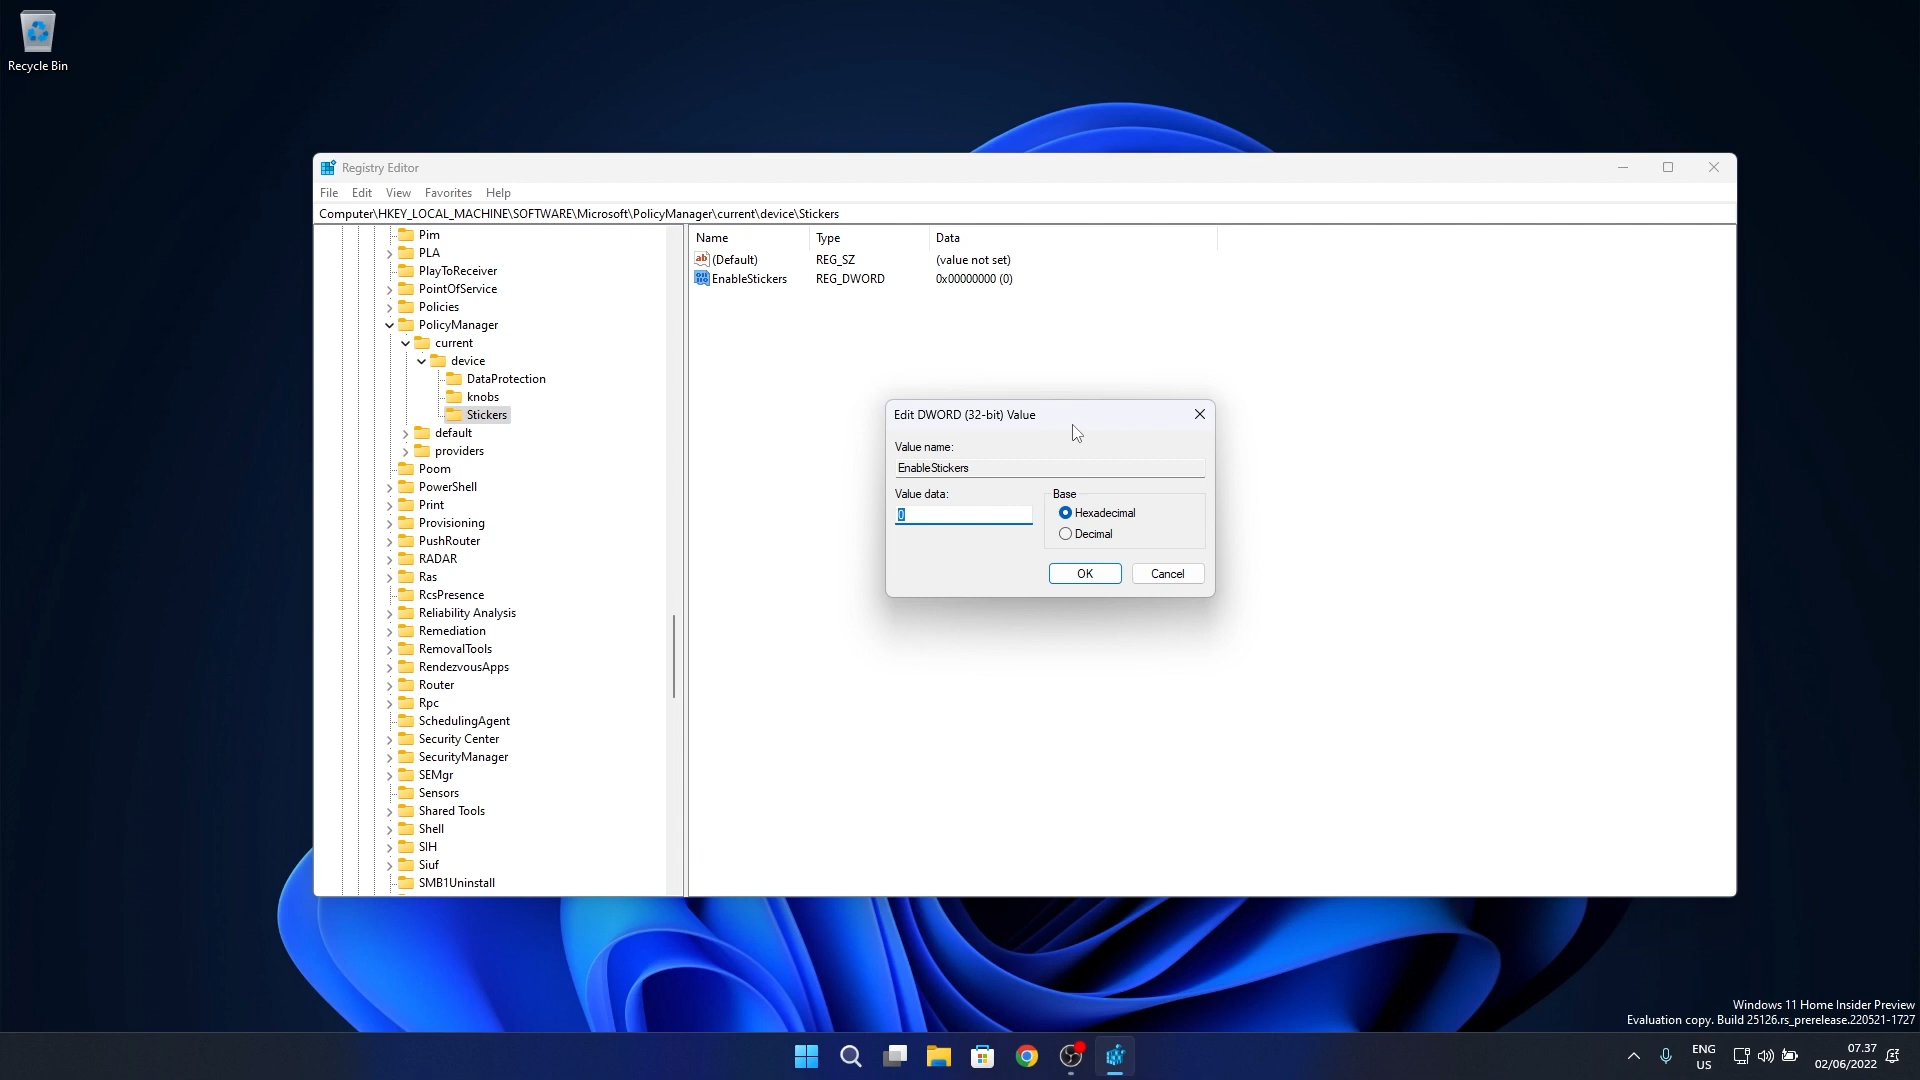 Recycle Bin
Registry Editor
File Edit View Favorites Help
Computer\HKEY_LOCAL_MACHINE\SOFTWARE\Microsoft\PolicyManager\current\device\Stickers
Pim
PLA
PlayToReceiver
PointOfService
Policies
PolicyManager
current
device
DataProtection
knobs
Stickers
default
providers
Poom
PowerShell
Print
Provisioning
PushRouter
RADAR
Ras
RcsPresence
Reliability Analysis
Remediation
RemovalTools
RendezvousApps
Router
Rpc
SchedulingAgent
Security Center
SecurityManager
SEMgr
Sensors
Shared Tools
Shell
SIH
Siuf
SMB1Uninstall
Name Type Data
ab (Default) REG_SZ (value not set)
EnableStickers REG_DWORD 0x00000000 (0)
Edit DWORD (32-bit) Value
Value name:
EnableStickers
Value data:
0
Base
Hexadecimal
Decimal
OK Cancel
Windows 11 Home Insider Preview
Evaluation copy. Build 25126.rs_prerelease.220521-1727
ENG
US
07.37
02/06/2022